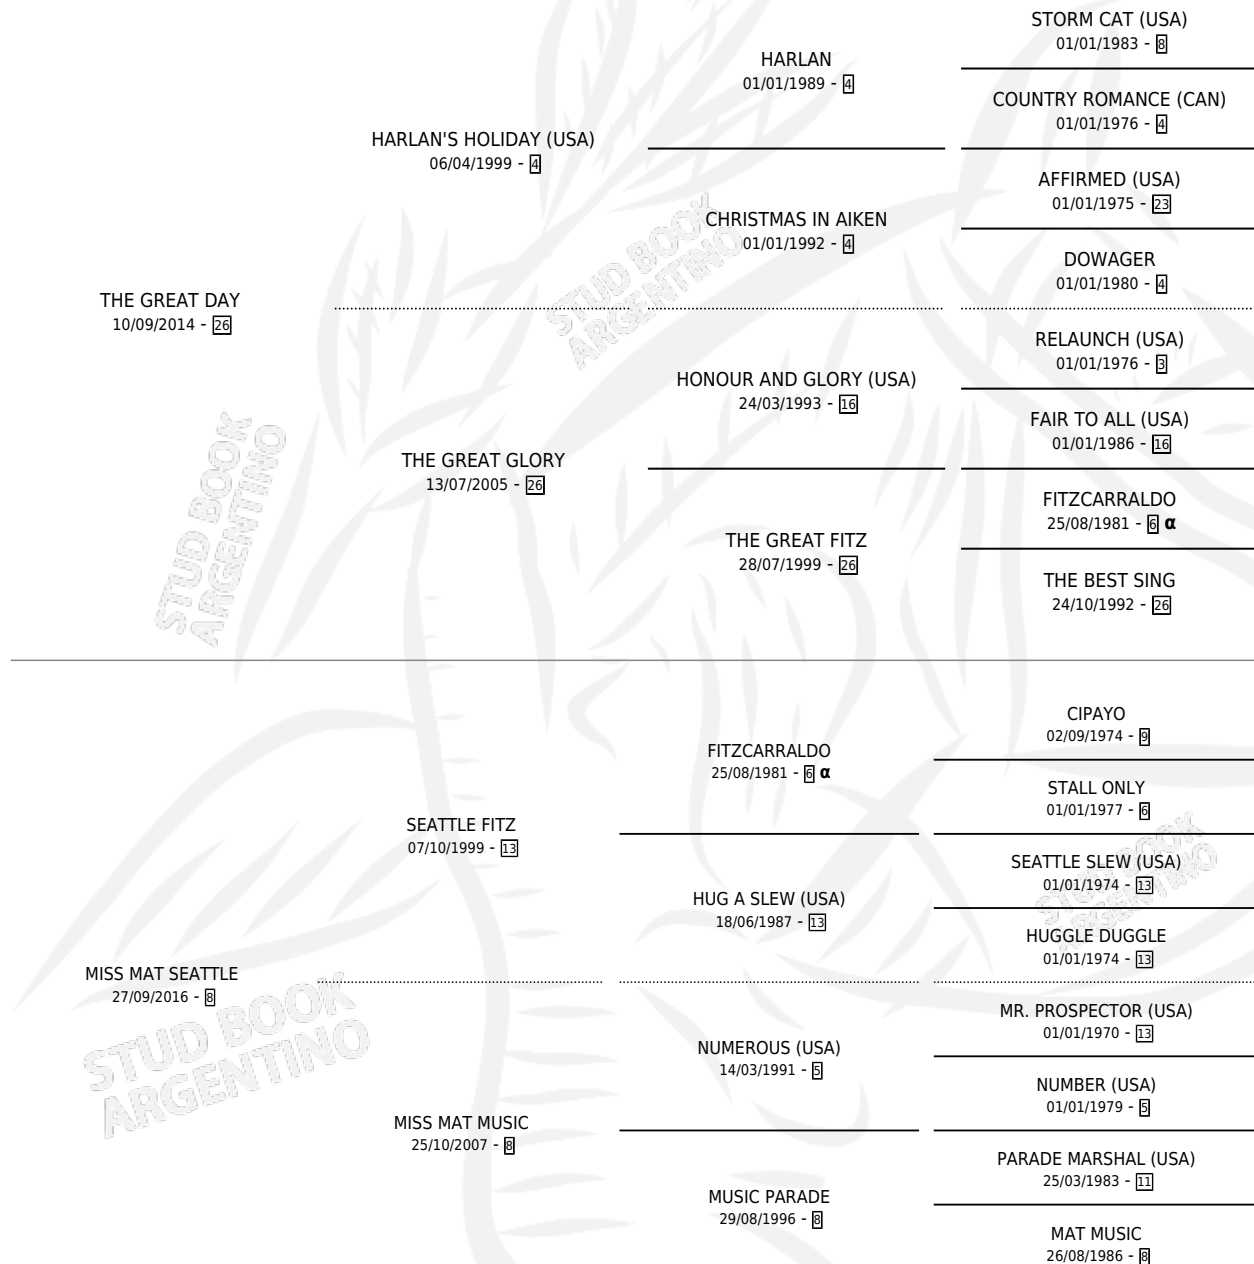 STORM CAT (USA)
01/01/1983 - 8
HARLAN
01/01/1989 - 4
COUNTRY ROMANCE (CAN)
01/01/1976 - 4
HARLAN'S HOLIDAY (USA)
06/04/1999 - 4
AFFIRMED (USA)
01/01/1975 - 23
CHRISTMAS IN AIKEN
01/01/1992 - 4
DOWAGER
01/01/1980 - 4
THE GREAT DAY
10/09/2014 - 26
RELAUNCH (USA)
01/01/1976 - 3
HONOUR AND GLORY (USA)
24/03/1993 - 16
FAIR TO ALL (USA)
01/01/1986 - 16
THE GREAT GLORY
13/07/2005 - 26
FITZCARRALDO
25/08/1981 - 6 α
THE GREAT FITZ
28/07/1999 - 26
THE BEST SING
24/10/1992 - 26
STUD BOOK
ARGENTINO
STUD BOOK
ARGENTINO
CIPAYO
02/09/1974 - 9
FITZCARRALDO
25/08/1981 - 6 α
STALL ONLY
01/01/1977 - 6
SEATTLE FITZ
07/10/1999 - 13
SEATTLE SLEW (USA)
01/01/1974 - 13
HUG A SLEW (USA)
18/06/1987 - 13
HUGGLE DUGGLE
01/01/1974 - 13
MISS MAT SEATTLE
27/09/2016 - 8
MR. PROSPECTOR (USA)
01/01/1970 - 13
NUMEROUS (USA)
14/03/1991 - 5
NUMBER (USA)
01/01/1979 - 5
MISS MAT MUSIC
25/10/2007 - 8
PARADE MARSHAL (USA)
25/03/1983 - 11
MUSIC PARADE
29/08/1996 - 8
MAT MUSIC
26/08/1986 - 8
STUD BOOK
ARGENTINO
STUD BOOK
ARGENTINO